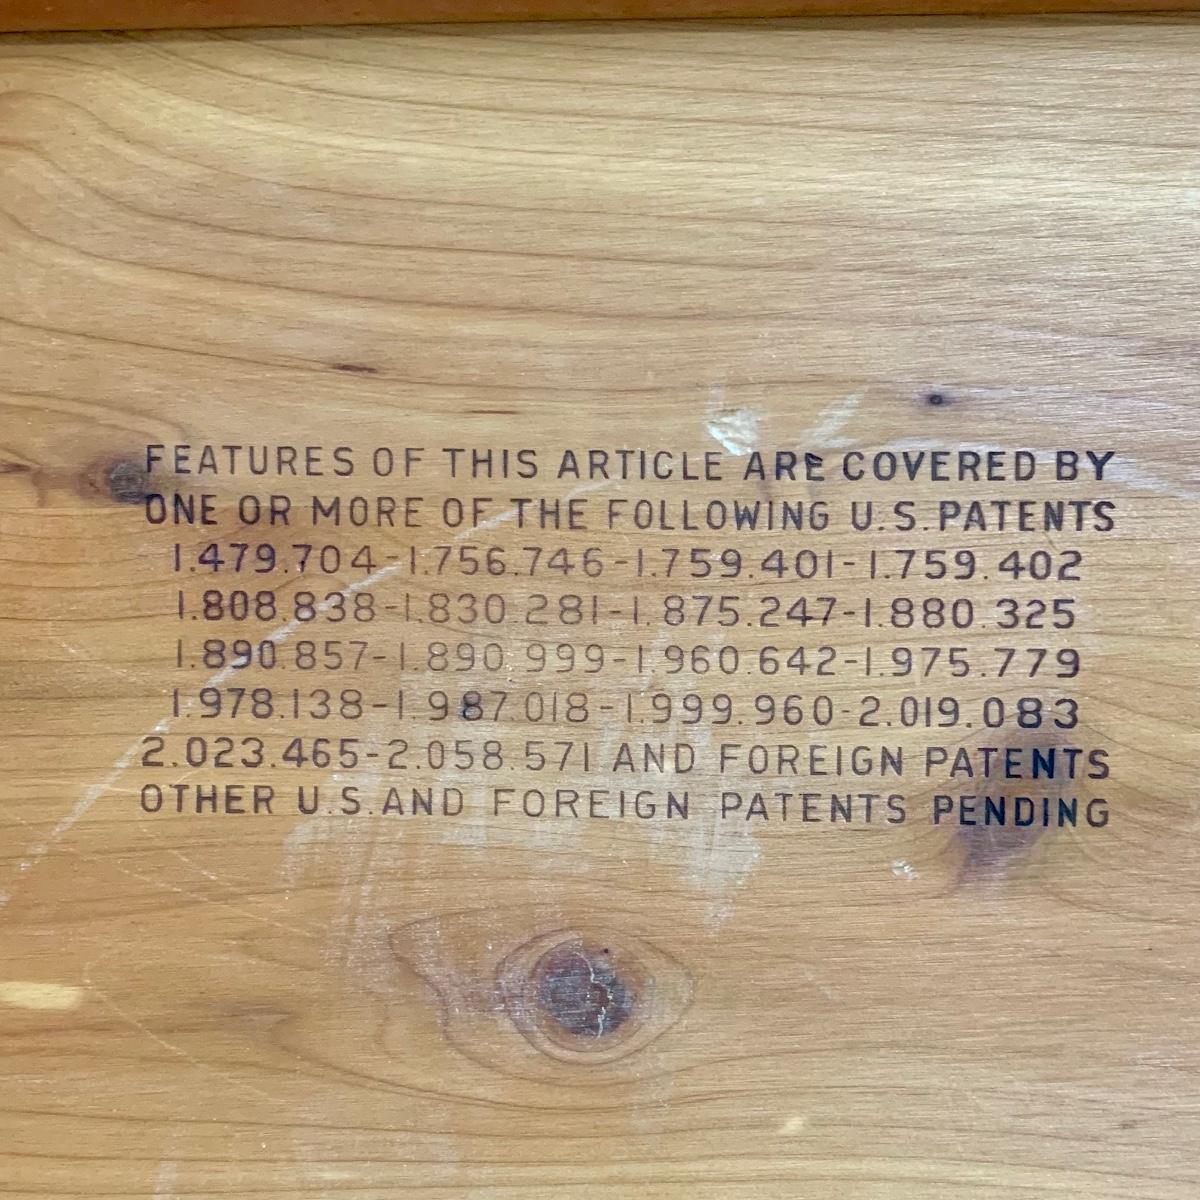 FEATURES OF THIS ARTICLE ARE COVERED BY
ONE OR MORE OF THE FOLLOWING U.S.PATENTS
1.479.704-1.756.746-1.759.401-1.759.402
1.808.838-1.830.281-1.875.247-1.880.325
1.890.857-1.890.999-1.960.642-1.975.779
1.978.138-1.987.018-1.999.960-2.019.083
2.023.465-2.058.571 AND FOREIGN PATENTS
OTHER U.S.AND FOREIGN PATENTS PENDING